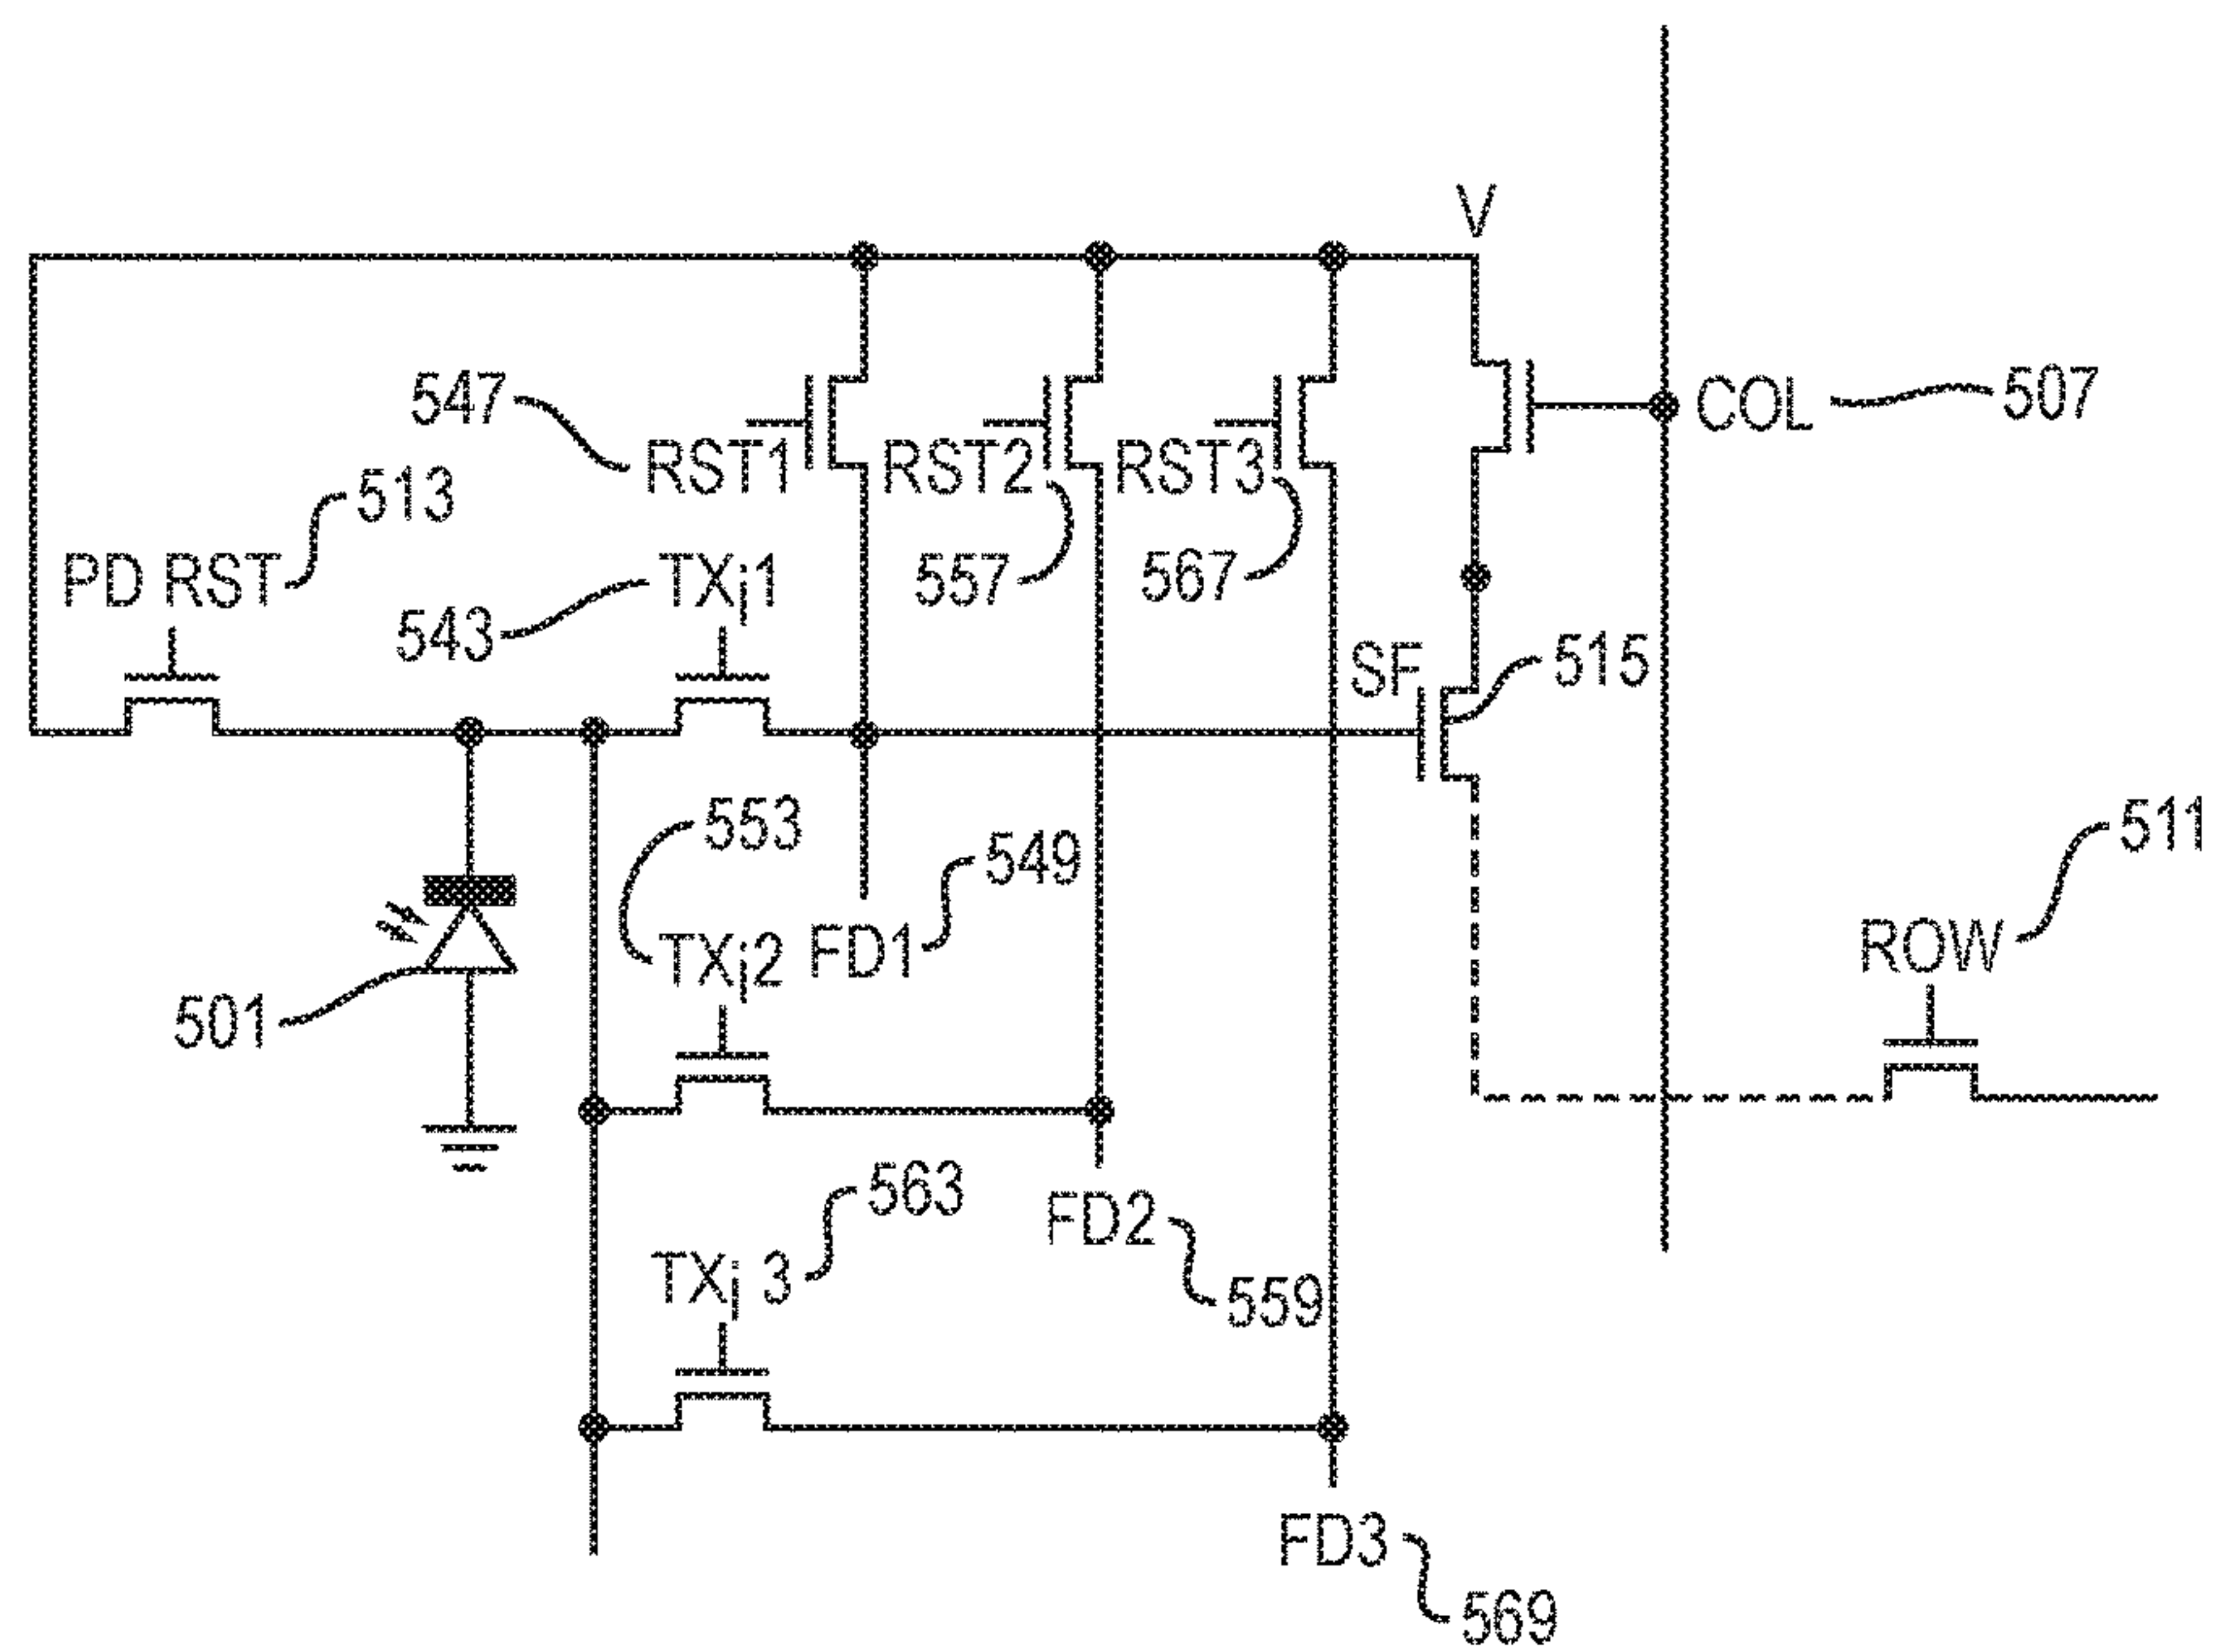 V
547
COL 507
RST1
RST2
RST3
513
PD RST
543
TXj1
557
567
SF
515
553
549
511
TXj2
FD1
ROW
501
563
FD2
TXj 3
559
FD3
569